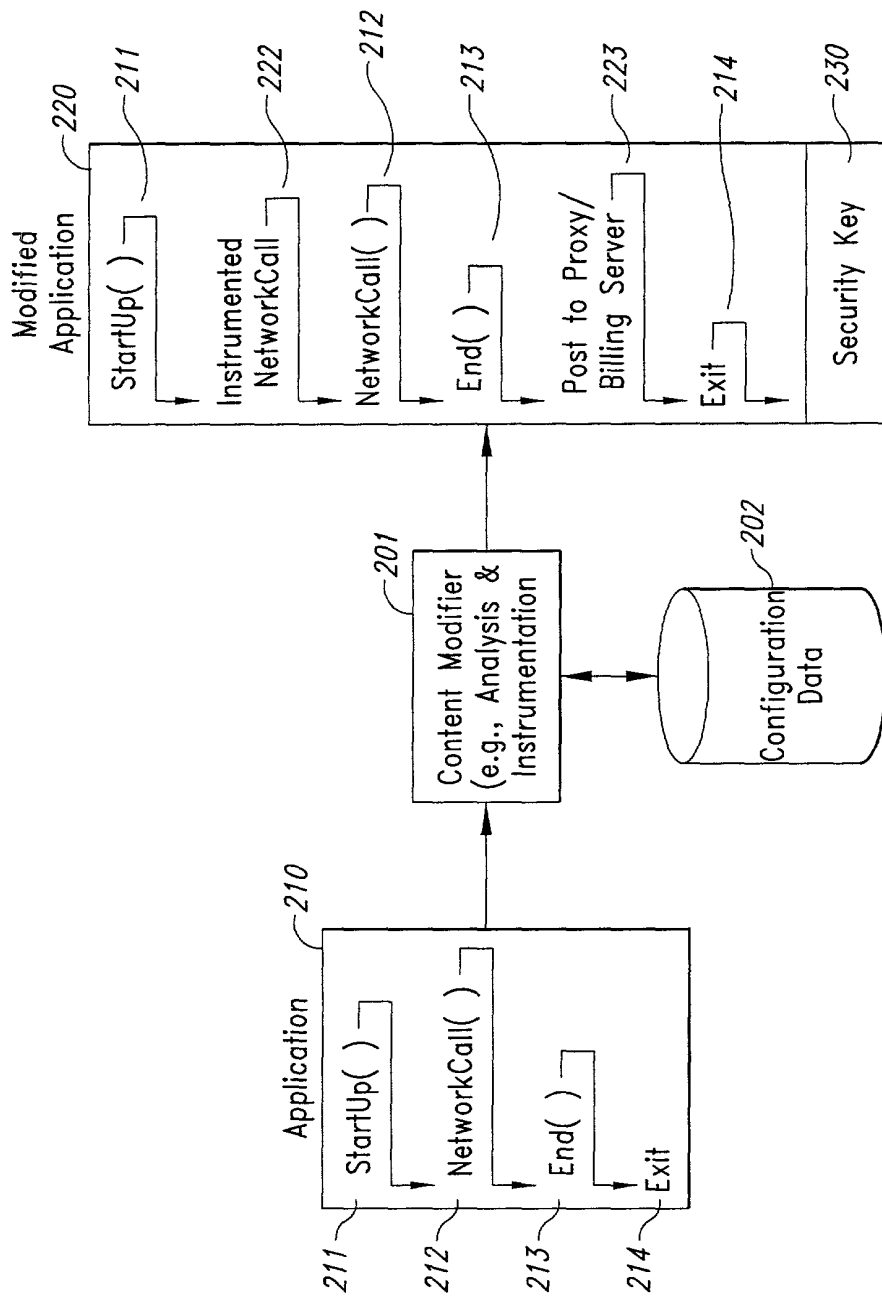 Application
210
StartUp( )
NetworkCall( )
End( )
Exit
211
212
213
214
201
Content Modifier
(e.g., Analysis &
Instrumentation
202
Configuration
Data
Modified
Application
220
StartUp( )
211
Instrumented
NetworkCall
222
NetworkCall( )
212
End( )
213
Post to Proxy/
Billing Server
223
Exit
214
Security Key
230